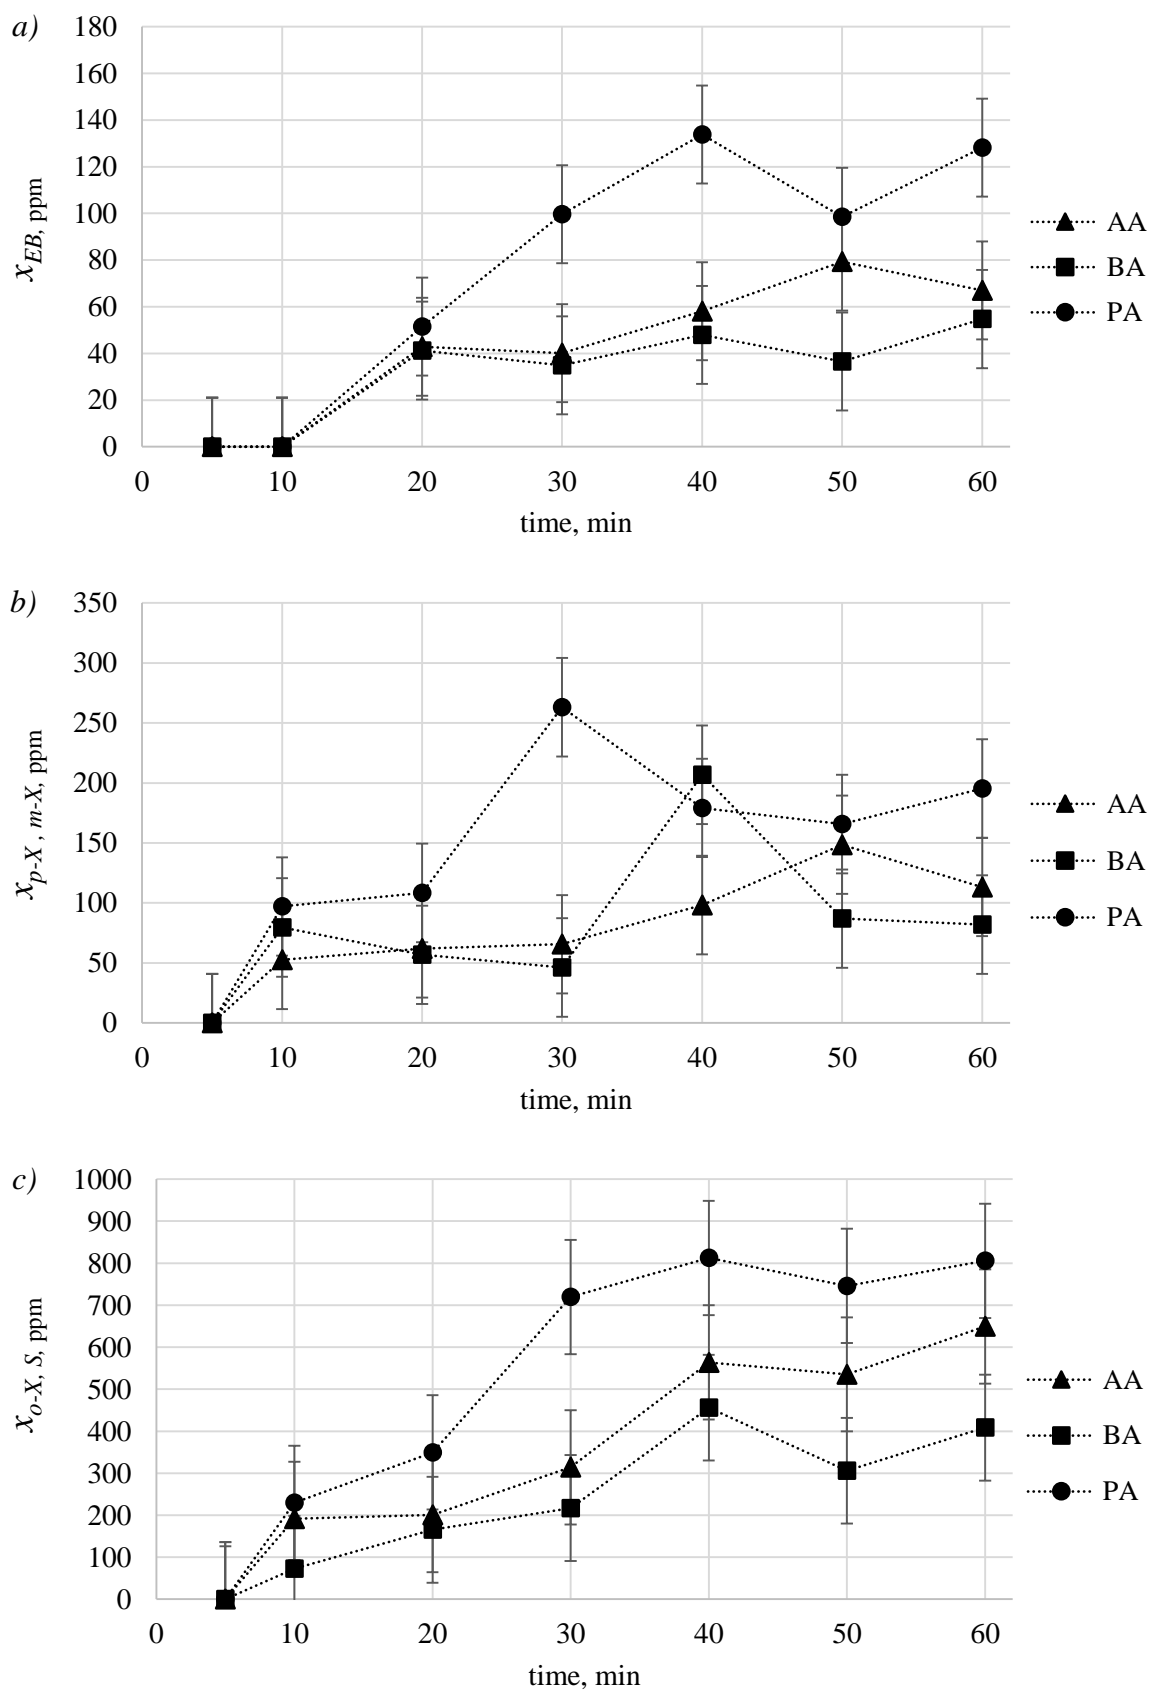 a)
180
160
140
120
100
80
60
40
20
0
0 10 20 30 40 50 60
time, min
x_EB, ppm
AA
BA
PA
b)
350
300
250
200
150
100
50
0
0 10 20 30 40 50 60
time, min
x_p-X , m-X, ppm
AA
BA
PA
c)
1000
900
800
700
600
500
400
300
200
100
0
0 10 20 30 40 50 60
time, min
x_o-X, S, ppm
AA
BA
PA